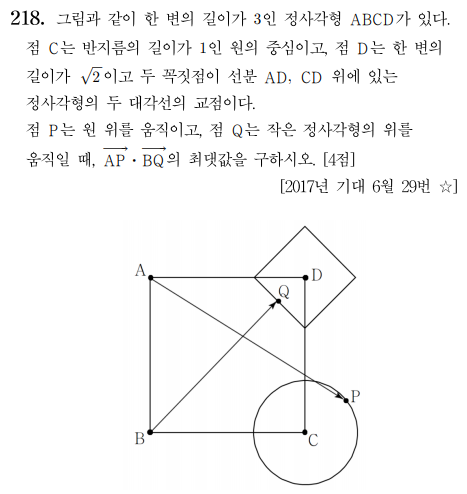 218. 그림과 같이 한 변의 길이가 3인 정사각형 ABCD가 있다.
점 C는 반지름의 길이가 1인 원의 중심이고, 점 D는 한 변의
길이가 √2이고 두 꼭짓점이 선분 AD, CD 위에 있는
정사각형의 두 대각선의 교점이다.
점 P는 원 위를 움직이고, 점 Q는 작은 정사각형의 위를
움직일 때, \overrightarrow{AP} · \overrightarrow{BQ}의 최댓값을 구하시오. [4점]
[2017년 기대 6월 29번 ☆]
A
D
Q
P
B
C